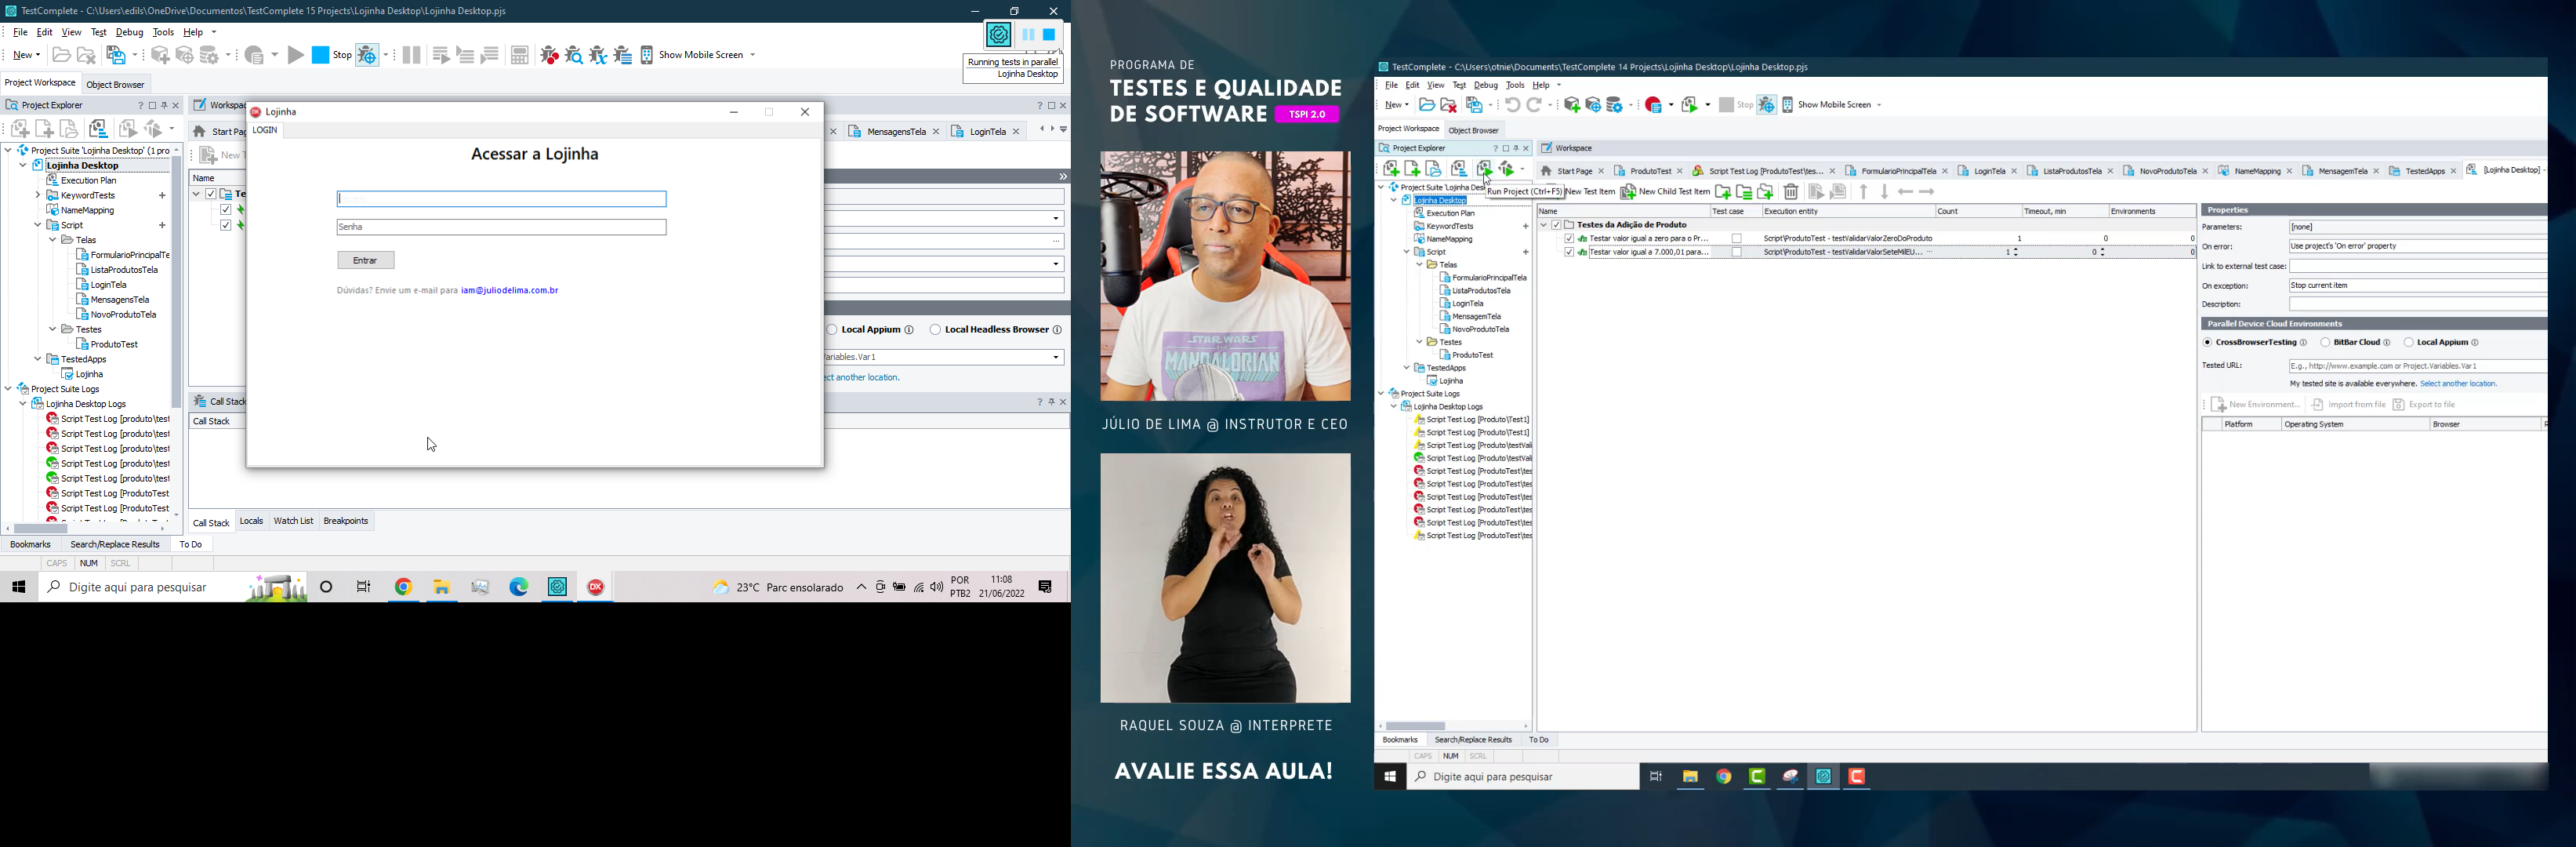 TestComplete - C:\Users\edils\OneDrive\Documentos\TestComplete 15 Projects\Lojinha Desktop\Lojinha Desktop.pjs
File Edit View Test Debug Tools Help
New Stop Show Mobile Screen
Running tests in parallel
Lojinha Desktop
Project Workspace Object Browser
Project Explorer
Workspa
Start Pag MensagensTela LoginTela
New T
Name
Te
Project Suite 'Lojinha Desktop' (1 pro
Lojinha Desktop
Execution Plan
KeywordTests
NameMapping
Script
Telas
FormularioPrincipalTe
ListaProdutosTela
LoginTela
MensagensTela
NovoProdutoTela
Testes
ProdutoTest
TestedApps
Lojinha
Project Suite Logs
Lojinha Desktop Logs
Script Test Log [produto\test
Script Test Log [produto\test
Script Test Log [produto\test
Script Test Log [produto\test
Script Test Log [produto\test
Script Test Log [ProdutoTest
Script Test Log [ProdutoTest
Lojinha
LOGIN
Acessar a Lojinha
Senha
Entrar
Dúvidas? Envie um e-mail para iam@juliodelima.com.br
Local Appium Local Headless Browser
ariables.Var1
ect another location.
Call Stack
Call Stack
Call Stack Locals Watch List Breakpoints
Bookmarks Search/Replace Results To Do
CAPS NUM SCRL
Digite aqui para pesquisar
23°C Parc ensolarado
POR
PTB2
11:08
21/06/2022
PROGRAMA DE
TESTES E QUALIDADE
DE SOFTWARE TSPI 2.0
STAR WARS
THE
MANDALORIAN
JÚLIO DE LIMA @ INSTRUTOR E CEO
RAQUEL SOUZA @ INTERPRETE
AVALIE ESSA AULA!
TestComplete - C:\Users\otnie\Documents\TestComplete 14 Projects\Lojinha Desktop\Lojinha Desktop.pjs
File Edit View Test Debug Tools Help
New Stop Show Mobile Screen
Project Workspace Object Browser
Project Explorer
Workspace
Start Page ProdutoTest Script Test Log [ProdutoTest\tes... FormularioPrincipalTela LoginTela ListaProdutosTela NovoProdutoTela NameMapping MensagemTela TestedApps [Lojinha Desktop] -
Run Project (Ctrl+F5)
New Test Item New Child Test Item
Project Suite 'Lojinha Des
Lojinha Desktop
Execution Plan
KeywordTests
NameMapping
Script
Telas
FormularioPrincipalTela
ListaProdutosTela
LoginTela
MensagemTela
NovoProdutoTela
Testes
ProdutoTest
TestedApps
Lojinha
Project Suite Logs
Lojinha Desktop Logs
Script Test Log [Produto\Test1]
Script Test Log [Produto\Test1]
Script Test Log [Produto\testVali
Script Test Log [Produto\testVali
Script Test Log [ProdutoTest\tes
Script Test Log [ProdutoTest\tes
Script Test Log [ProdutoTest\tes
Script Test Log [ProdutoTest\tes
Script Test Log [ProdutoTest\tes
Script Test Log [ProdutoTest\tes
Name Test case Execution entity Count Timeout, min Environments
Testes da Adição de Produto
Testar valor igual a zero para o Pr... Script\ProdutoTest - testValidarValorZeroDoProduto 1 0 0
Testar valor igual a 7.000,01 para... Script\ProdutoTest - testValidarValorSeteMilEU... 1 0 0
Properties
Parameters: [none]
On error: Use project's 'On error' property
Link to external test case:
On exception: Stop current item
Description:
Parallel Device Cloud Environments
CrossBrowserTesting BitBar Cloud Local Appium
Tested URL: E.g., http://www.example.com or Project.Variables.Var1
My tested site is available everywhere. Select another location.
New Environment... Import from file Export to file
Platform Operating System Browser R
Bookmarks Search/Replace Results To Do
CAPS NUM SCRL
Digite aqui para pesquisar